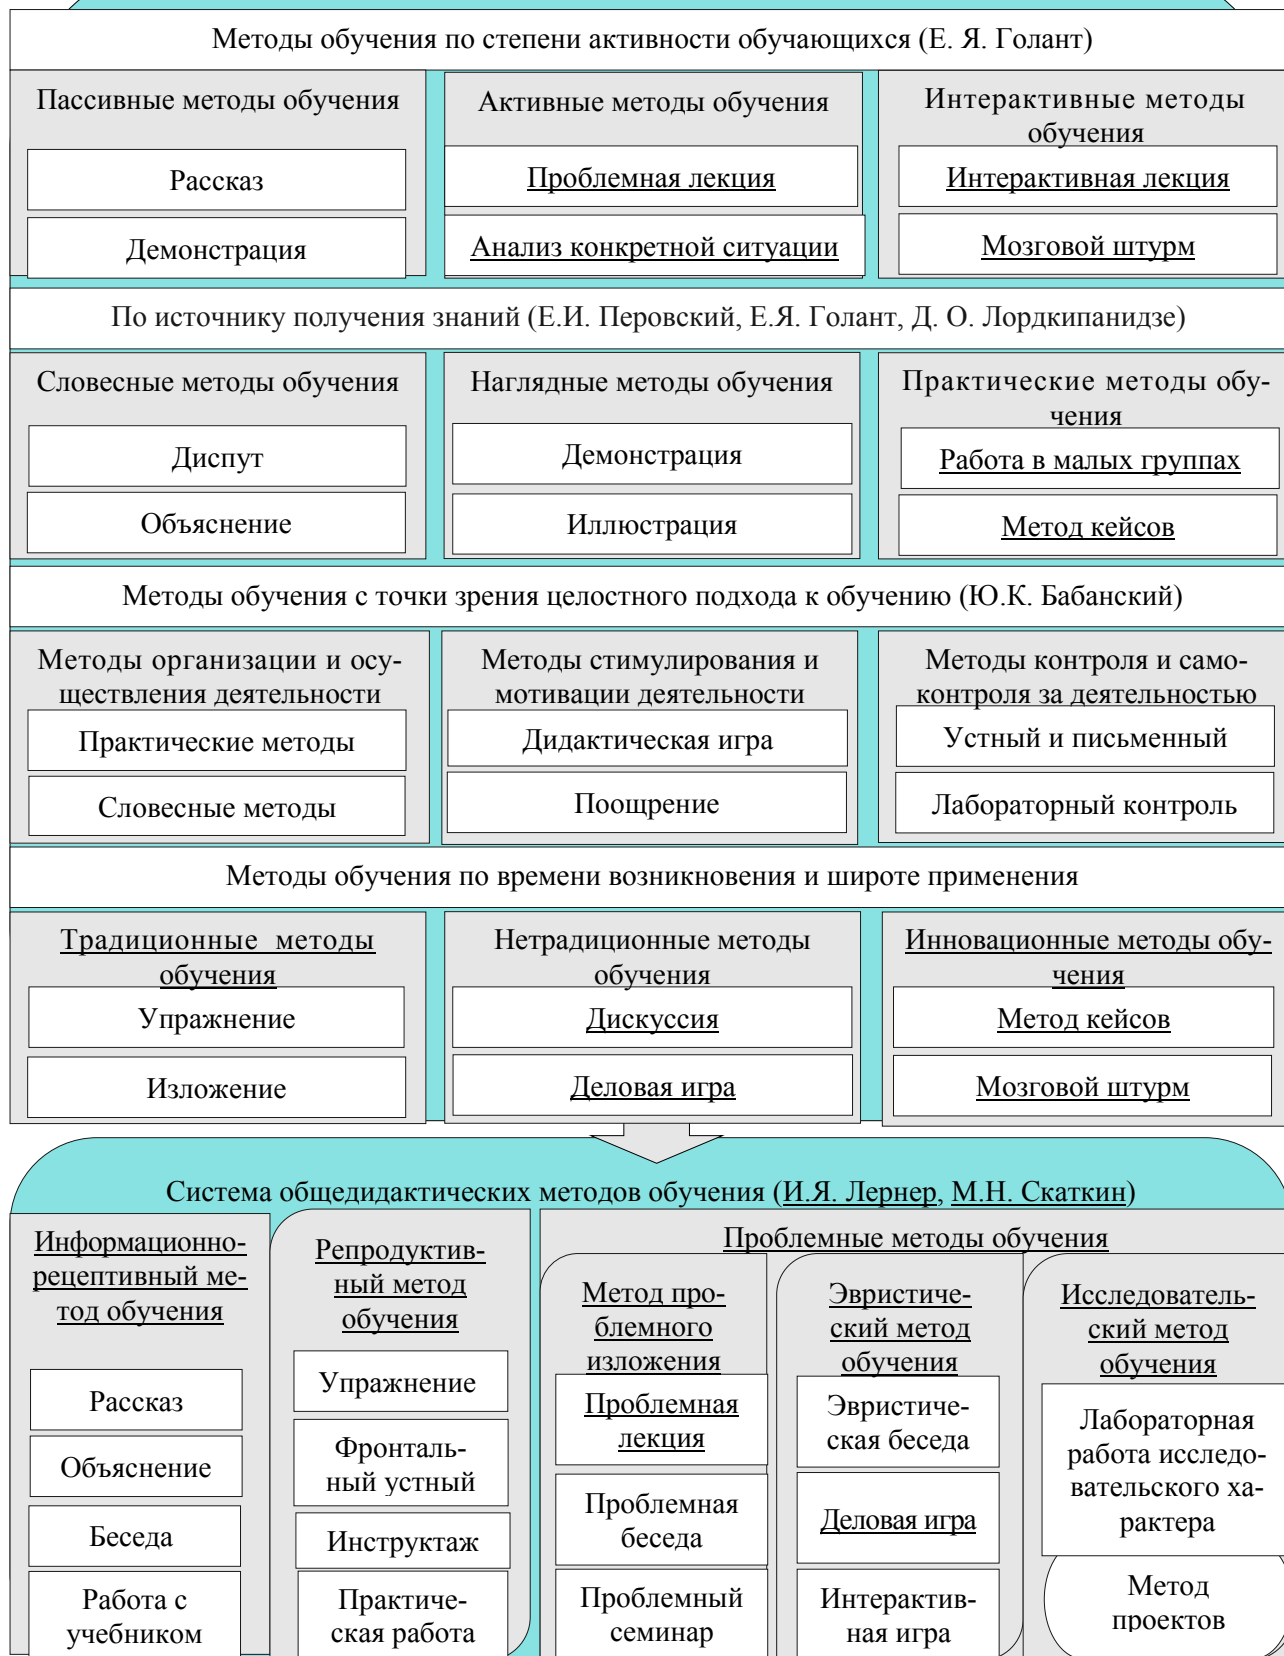 Методы обучения по степени активности обучающихся (Е. Я. Голант)
Пассивные методы обучения
Рассказ
Демонстрация
Активные методы обучения
Проблемная лекция
Анализ конкретной ситуации
Интерактивные методы
обучения
Интерактивная лекция
Мозговой штурм
По источнику получения знаний (Е.И. Перовский, Е.Я. Голант, Д. О. Лордкипанидзе)
Словесные методы обучения
Диспут
Объяснение
Наглядные методы обучения
Демонстрация
Иллюстрация
Практические методы обу-
чения
Работа в малых группах
Метод кейсов
Методы обучения с точки зрения целостного подхода к обучению (Ю.К. Бабанский)
Методы организации и осу-
ществления деятельности
Практические методы
Словесные методы
Методы стимулирования и
мотивации деятельности
Дидактическая игра
Поощрение
Методы контроля и само-
контроля за деятельностью
Устный и письменный
Лабораторный контроль
Методы обучения по времени возникновения и широте применения
Традиционные методы
обучения
Упражнение
Изложение
Нетрадиционные методы
обучения
Дискуссия
Деловая игра
Инновационные методы обу-
чения
Метод кейсов
Мозговой штурм
Система общедидактических методов обучения (И.Я. Лернер, М.Н. Скаткин)
Информационно-
рецептивный ме-
тод обучения
Рассказ
Объяснение
Беседа
Работа с
учебником
Репродуктив-
ный метод
обучения
Упражнение
Фронталь-
ный устный
Инструктаж
Практиче-
ская работа
Проблемные методы обучения
Метод про-
блемного
изложения
Проблемная
лекция
Проблемная
беседа
Проблемный
семинар
Эвристиче-
ский метод
обучения
Эвристиче-
ская беседа
Деловая игра
Интерактив-
ная игра
Исследователь-
ский метод
обучения
Лабораторная
работа исследо-
вательского ха-
рактера
Метод
проектов